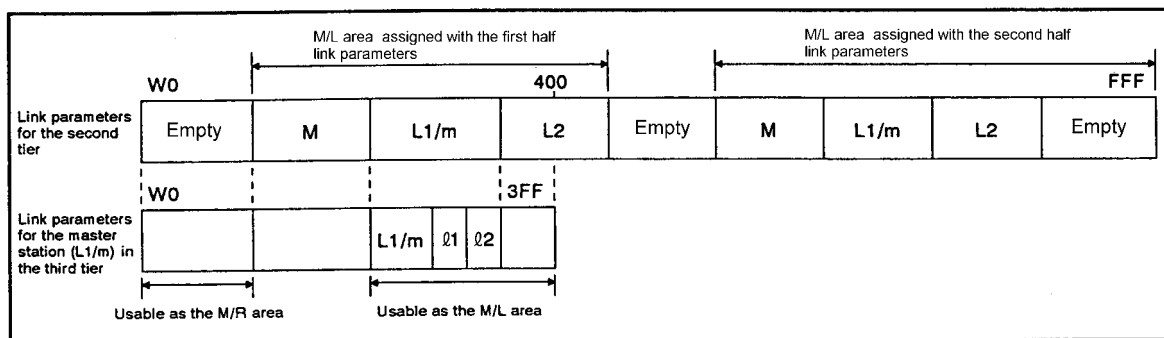 M/L area assigned with the first half
link parameters
M/L area assigned with the second half
link parameters
W0
400
FFF
Link parameters
for the second
tier
Empty
M
L1/m
L2
Empty
M
L1/m
L2
Empty
W0
3FF
Link parameters
for the master
station (L1/m) in
the third tier
L1/m
ℓ1
ℓ2
Usable as the M/R area
Usable as the M/L area